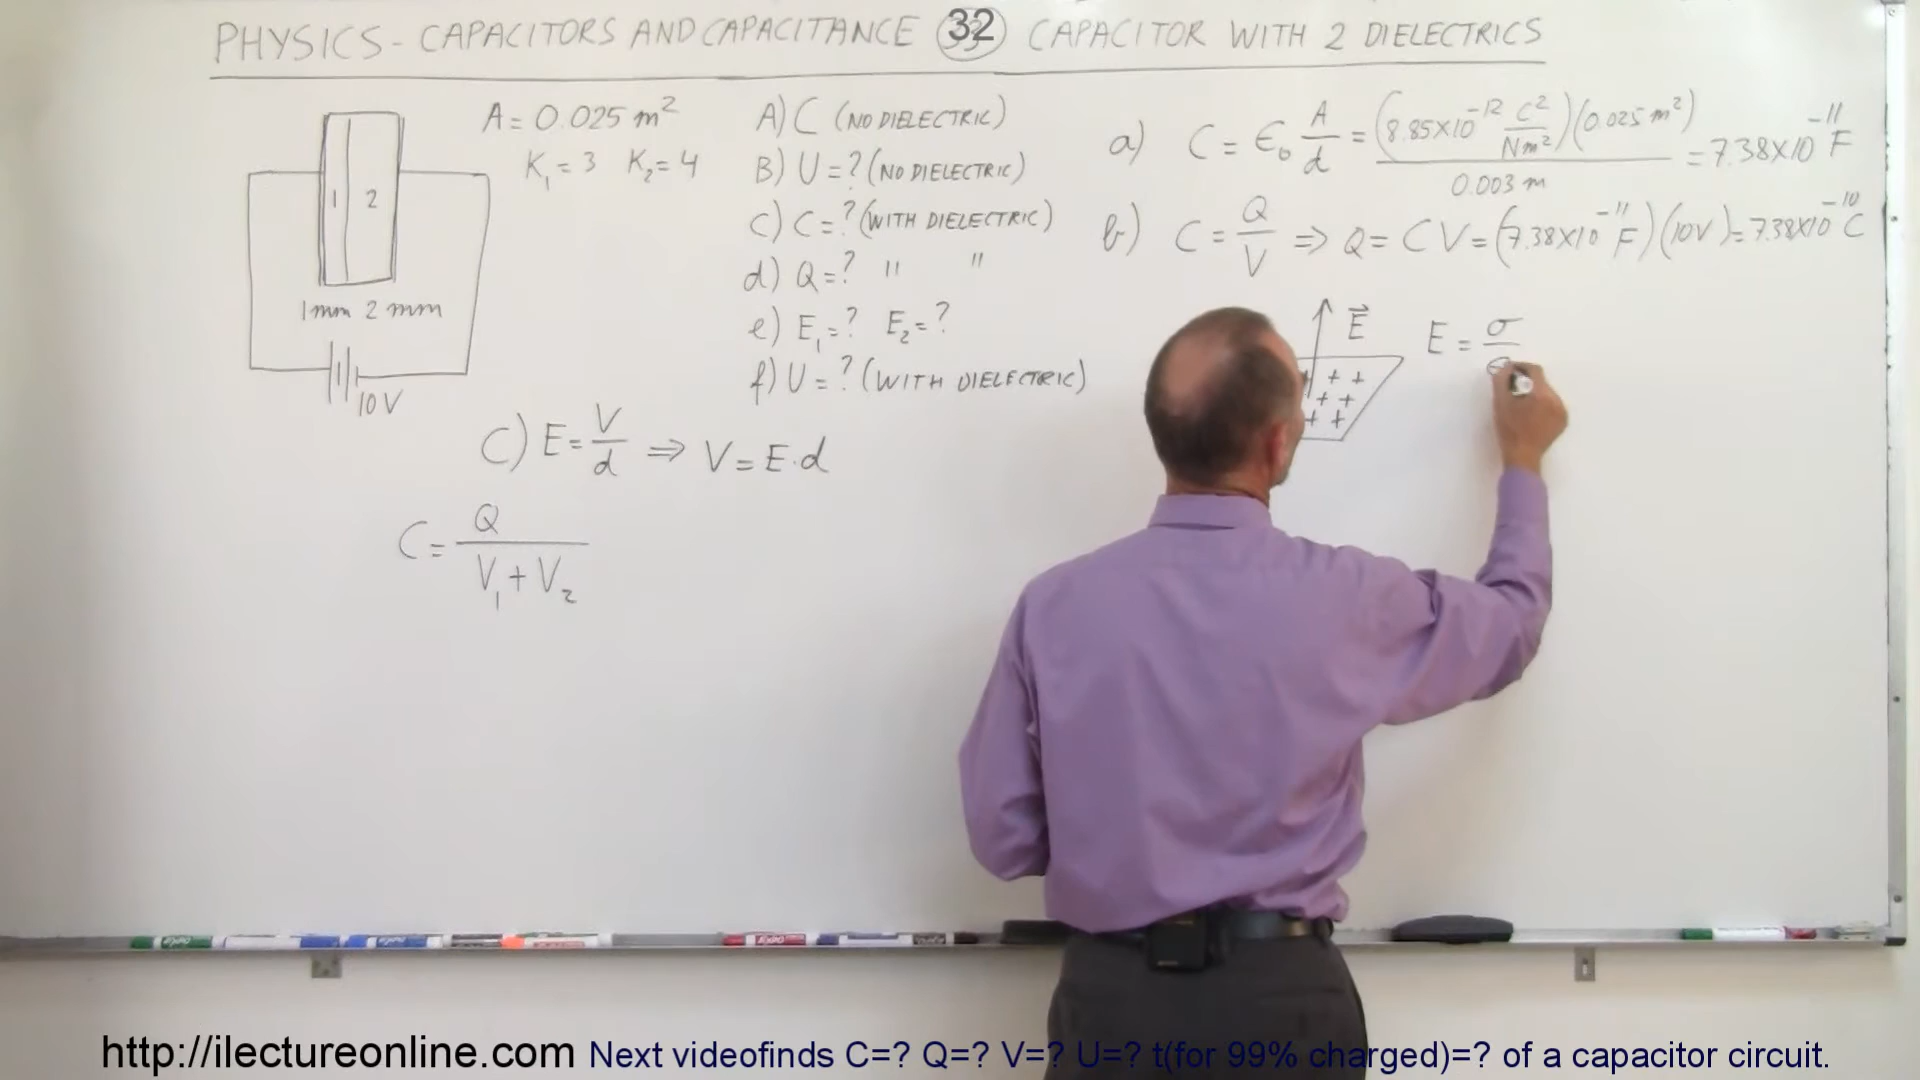 PHYSICS - CAPACITORS AND CAPACITANCE 32 CAPACITOR WITH 2 DIELECTRICS
A = 0.025 m²
K₁ = 3 K₂ = 4
1 2
1mm 2 mm
10V
A) C (NO DIELECTRIC)
B) U = ? (NO DIELECTRIC)
C) C = ? (WITH DIELECTRIC)
d) Q = ? " "
e) E₁ = ? E₂ = ?
f) U = ? (WITH DIELECTRIC)
a) C = ε₀ A/d = (8.85×10⁻¹² C²/Nm²)(0.025 m²)/0.003 m = 7.38×10⁻¹¹ F
b) C = Q/V ⇒ Q = CV = (7.38×10⁻¹¹ F)(10V) = 7.38×10⁻¹⁰ C
E⃗ E = σ/
+ + +
+ +
+ +
C) E = V/d ⇒ V = E·d
C = Q/(V₁ + V₂)
http://ilectureonline.com Next videofinds C=? Q=? V=? U=? t(for 99% charged)=? of a capacitor circuit.